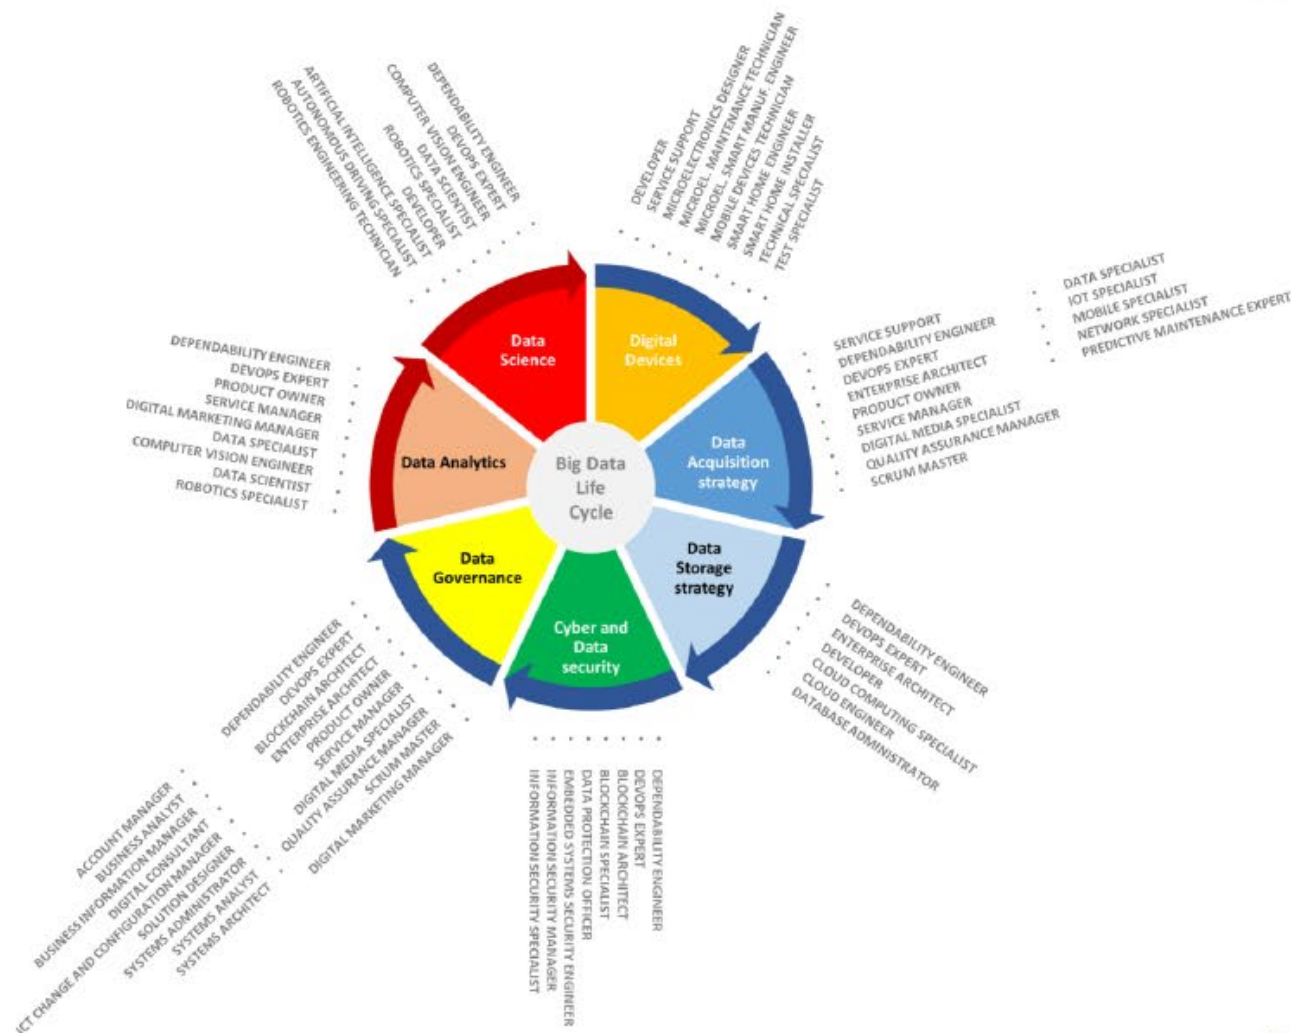 Big Data
Life
Cycle
Digital
Devices
DEVELOPER
SERVICE SUPPORT
MICROELECTRONICS DESIGNER
MICROEL. MAINTENANCE TECHNICIAN
MICROEL. SMART MANUF. ENGINEER
MOBILE DEVICES TECHNICIAN
SMART HOME ENGINEER
SMART HOME INSTALLER
TECHNICAL SPECIALIST
TEST SPECIALIST
Data
Acquisition
strategy
SERVICE SUPPORT
DEPENDABILITY ENGINEER
DEVOPS EXPERT
ENTERPRISE ARCHITECT
PRODUCT OWNER
SERVICE MANAGER
DIGITAL MEDIA SPECIALIST
QUALITY ASSURANCE MANAGER
SCRUM MASTER
DATA SPECIALIST
IOT SPECIALIST
MOBILE SPECIALIST
NETWORK SPECIALIST
PREDICTIVE MAINTENANCE EXPERT
Data
Storage
strategy
DEPENDABILITY ENGINEER
DEVOPS EXPERT
ENTERPRISE ARCHITECT
DEVELOPER
CLOUD COMPUTING SPECIALIST
CLOUD ENGINEER
DATABASE ADMINISTRATOR
Cyber and
Data
security
DEPENDABILITY ENGINEER
DEVOPS EXPERT
BLOCKCHAIN ARCHITECT
BLOCKCHAIN SPECIALIST
DATA PROTECTION OFFICER
EMBEDDED SYSTEMS SECURITY ENGINEER
INFORMATION SECURITY MANAGER
INFORMATION SECURITY SPECIALIST
Data
Governance
DEPENDABILITY ENGINEER
DEVOPS EXPERT
BLOCKCHAIN ARCHITECT
ENTERPRISE ARCHITECT
PRODUCT OWNER
SERVICE MANAGER
DIGITAL MEDIA SPECIALIST
QUALITY ASSURANCE MANAGER
SCRUM MASTER
DIGITAL MARKETING MANAGER
ACCOUNT MANAGER
BUSINESS ANALYST
BUSINESS INFORMATION MANAGER
DIGITAL CONSULTANT
ICT CHANGE AND CONFIGURATION MANAGER
SOLUTION DESIGNER
SYSTEMS ADMINISTRATOR
SYSTEMS ANALYST
SYSTEMS ARCHITECT
Data Analytics
DEPENDABILITY ENGINEER
DEVOPS EXPERT
PRODUCT OWNER
SERVICE MANAGER
DIGITAL MARKETING MANAGER
DATA SPECIALIST
COMPUTER VISION ENGINEER
DATA SCIENTIST
ROBOTICS SPECIALIST
Data
Science
DEPENDABILITY ENGINEER
DEVOPS EXPERT
COMPUTER VISION ENGINEER
DATA SCIENTIST
ROBOTICS SPECIALIST
DEVELOPER
ARTIFICIAL INTELLIGENCE SPECIALIST
AUTONOMOUS DRIVING SPECIALIST
ROBOTICS ENGINEERING TECHNICIAN